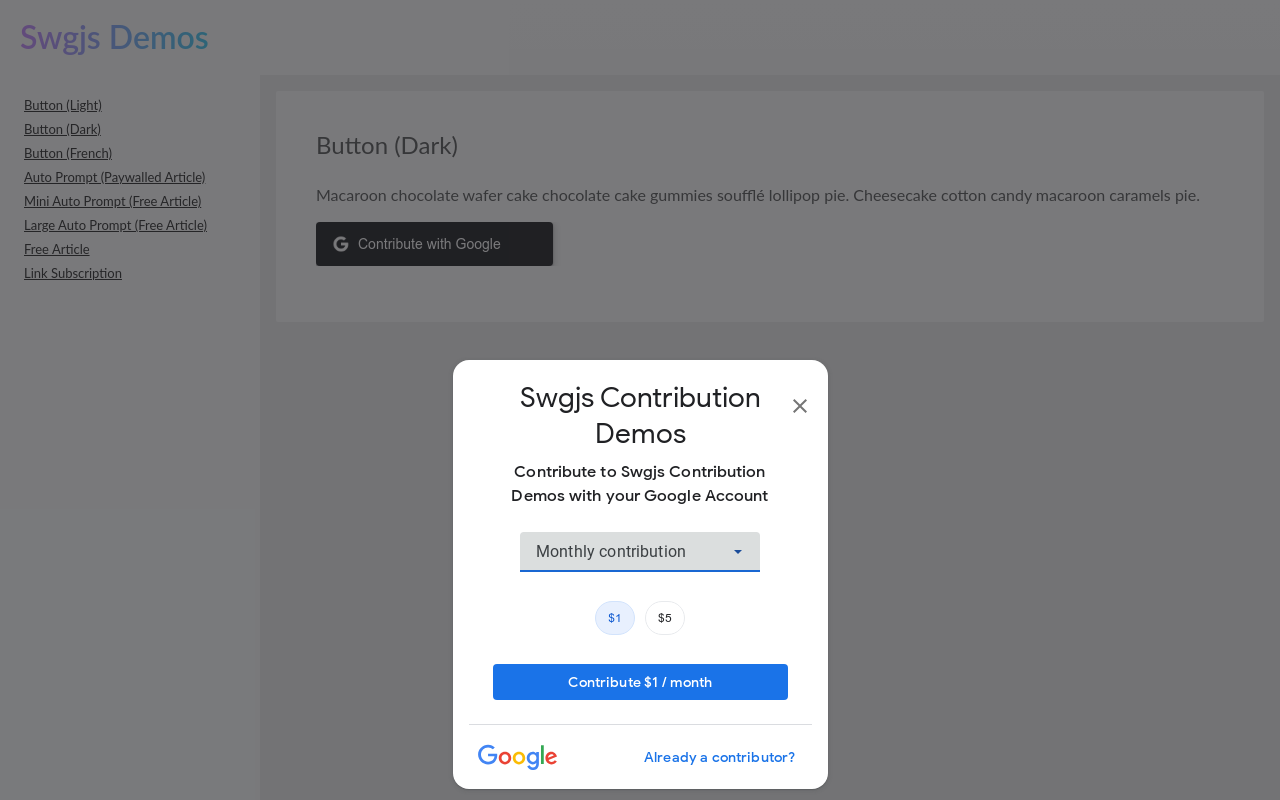 Swgjs Demos
Button (Light)
Button (Dark)
Button (French)
Auto Prompt (Paywalled Article)
Mini Auto Prompt (Free Article)
Large Auto Prompt (Free Article)
Free Article
Link Subscription
Button (Dark)
Macaroon chocolate wafer cake chocolate cake gummies soufflé lollipop pie. Cheesecake cotton candy macaroon caramels pie.
Contribute with Google
Swgjs Contribution
Demos
Contribute to Swgjs Contribution
Demos with your Google Account
Monthly contribution
$1 $5
Contribute $1 / month
Google
Already a contributor?